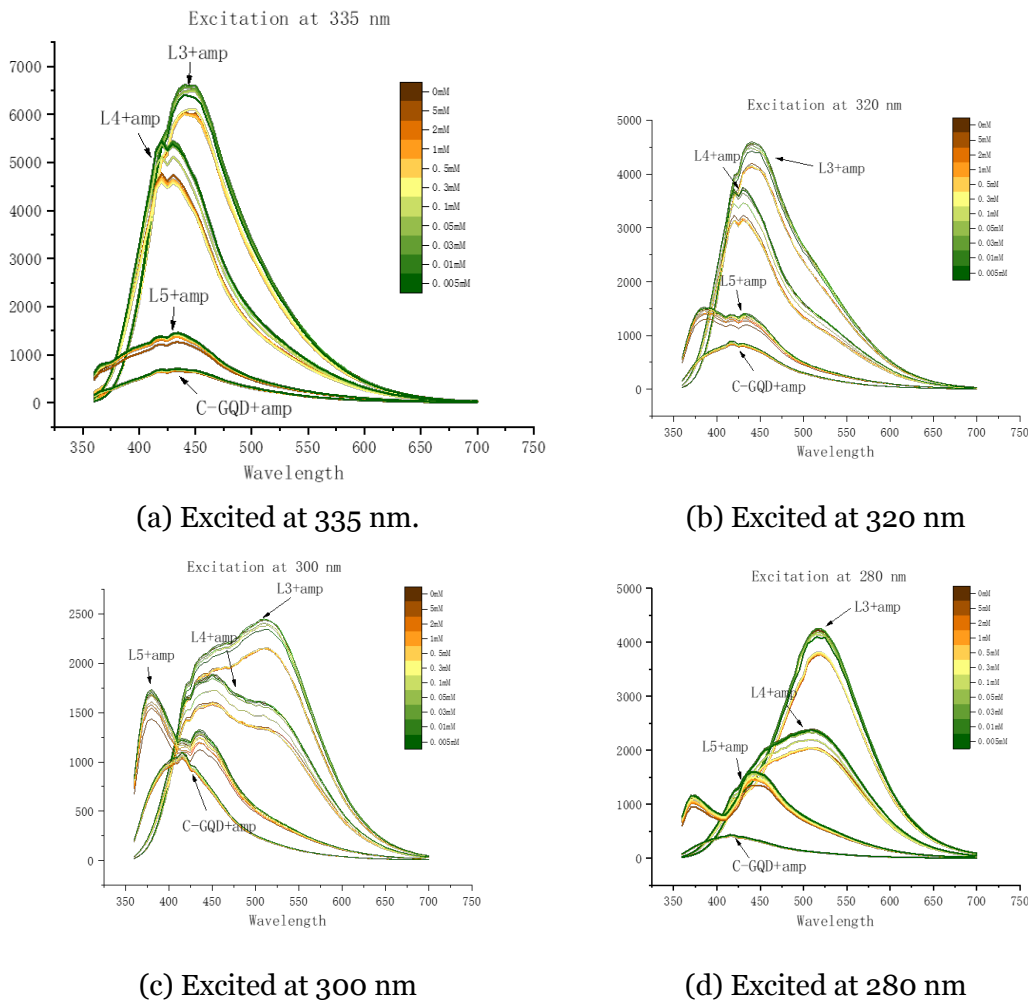 Excitation at 335 nm
L3+amp
L4+amp
L5+amp
C-GQD+amp
7000
6000
5000
4000
3000
2000
1000
0
350 400 450 500 550 600 650 700 750
Wavelength
0mM
5mM
2mM
1mM
0.5mM
0.3mM
0.1mM
0.05mM
0.03mM
0.01mM
0.005mM
(a) Excited at 335 nm.
Excitation at 320 nm
L4+amp
L3+amp
L5+amp
C-GQD+amp
5000
4000
3000
2000
1000
0
350 400 450 500 550 600 650 700 750
Wavelength
0mM
5mM
2mM
1mM
0.5mM
0.3mM
0.1mM
0.05mM
0.03mM
0.01mM
0.005mM
(b) Excited at 320 nm
Excitation at 300 nm
L3+amp
L4+amp
L5+amp
C-GQD+amp
2500
2000
1500
1000
500
0
350 400 450 500 550 600 650 700 750
Wavelength
0mM
5mM
2mM
1mM
0.5mM
0.3mM
0.1mM
0.05mM
0.03mM
0.01mM
0.005mM
(c) Excited at 300 nm
Excitation at 280 nm
L3+amp
L4+amp
L5+amp
C-GQD+amp
5000
4000
3000
2000
1000
0
350 400 450 500 550 600 650 700 750
Wavelength
0mM
5mM
2mM
1mM
0.5mM
0.3mM
0.1mM
0.05mM
0.03mM
0.01mM
0.005mM
(d) Excited at 280 nm